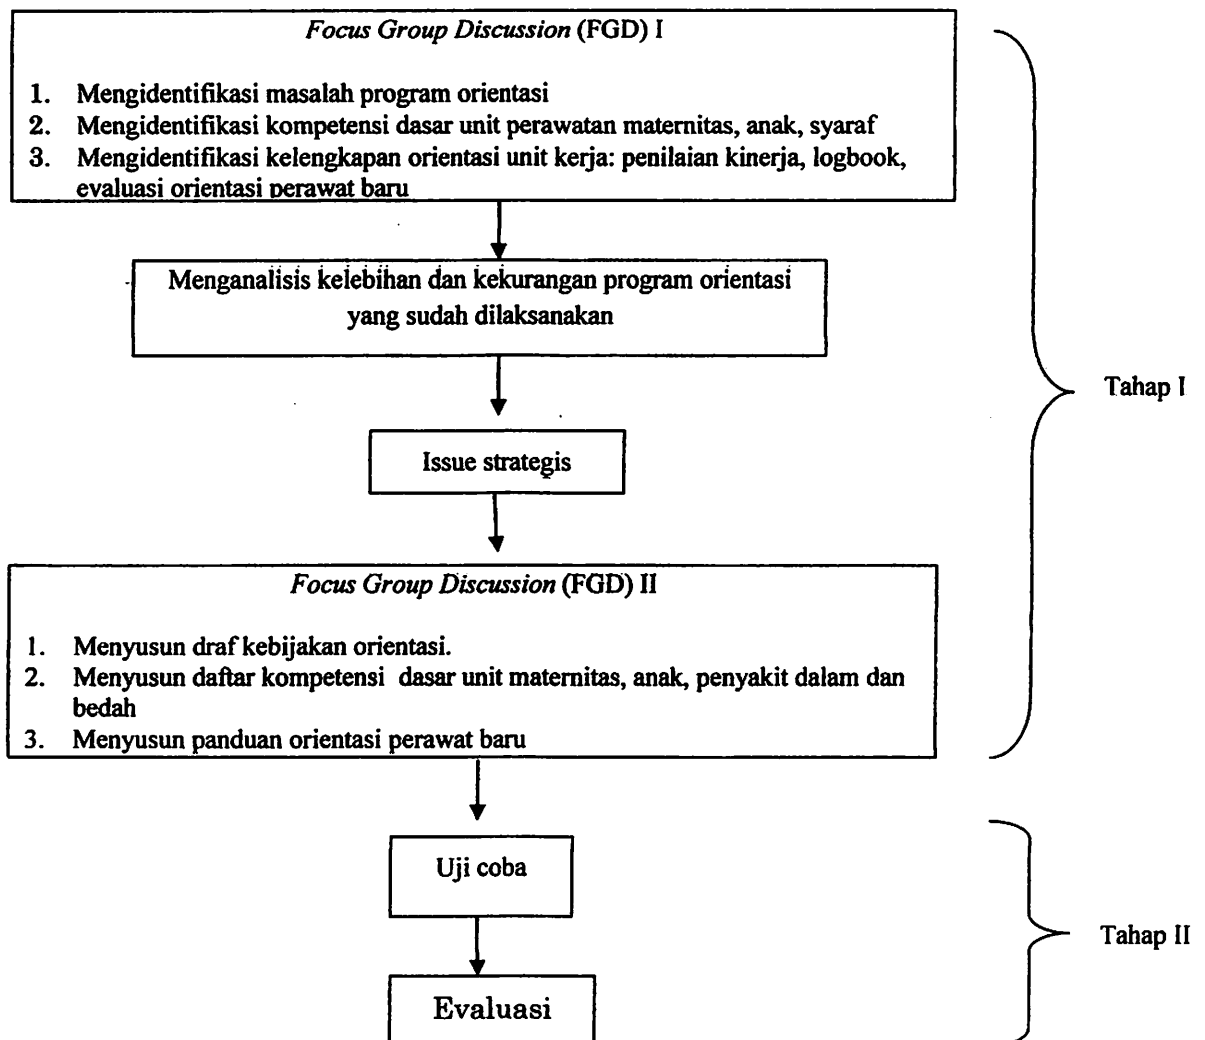 Focus Group Discussion (FGD) I
1. Mengidentifikasi masalah program orientasi
2. Mengidentifikasi kompetensi dasar unit perawatan maternitas, anak, syaraf
3. Mengidentifikasi kelengkapan orientasi unit kerja: penilaian kinerja, logbook,
evaluasi orientasi perawat baru
Menganalisis kelebihan dan kekurangan program orientasi
yang sudah dilaksanakan
Issue strategis
Tahap I
Focus Group Discussion (FGD) II
1. Menyusun draf kebijakan orientasi.
2. Menyusun daftar kompetensi dasar unit maternitas, anak, penyakit dalam dan
bedah
3. Menyusun panduan orientasi perawat baru
Uji coba
Tahap II
Evaluasi